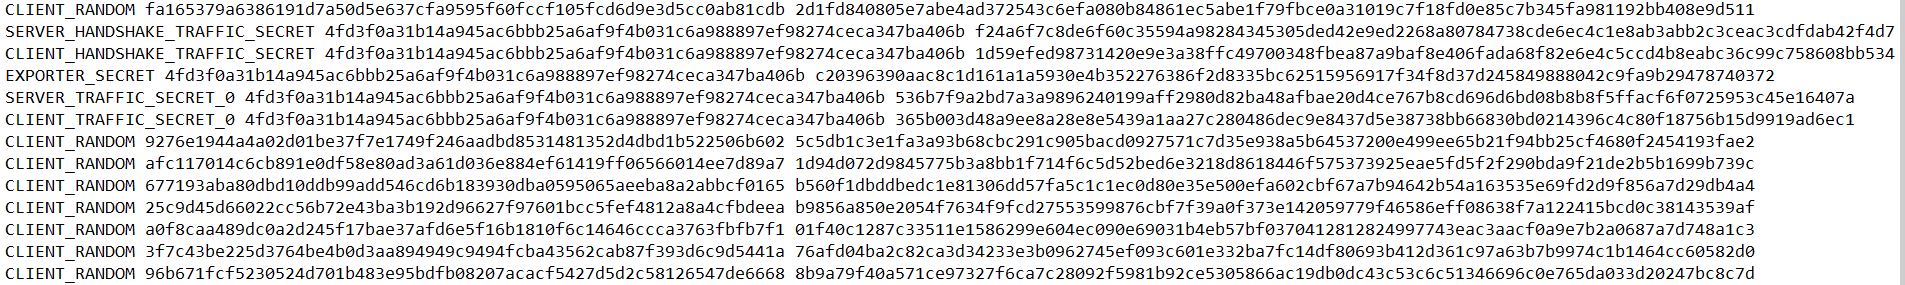 CLIENT_RANDOM fa165379a6386191d7a50d5e637cfa9595f60fccf105fcd6d9e3d5cc0ab81cdb 2d1fd840805e7abe4ad372543c6efa080b84861ec5abe1f79fbce0a31019c7f18fd0e85c7b345fa981192bb408e9d511
SERVER_HANDSHAKE_TRAFFIC_SECRET 4fd3f0a31b14a945ac6bbb25a6af9f4b031c6a988897ef98274ceca347ba406b f24a6f7c8de6f60c35594a98284345305ded42e9ed2268a80784738cde6ec4c1e8ab3abb2c3ceac3cdfdab42f4d7
CLIENT_HANDSHAKE_TRAFFIC_SECRET 4fd3f0a31b14a945ac6bbb25a6af9f4b031c6a988897ef98274ceca347ba406b 1d59efed98731420e9e3a38ffc49700348fbea87a9baf8e406fada68f82e6e4c5ccd4b8eabc36c99c758608bb534
EXPORTER_SECRET 4fd3f0a31b14a945ac6bbb25a6af9f4b031c6a988897ef98274ceca347ba406b c20396390aac8c1d161a1a5930e4b352276386f2d8335bc62515956917f34f8d37d245849888042c9fa9b29478740372
SERVER_TRAFFIC_SECRET_0 4fd3f0a31b14a945ac6bbb25a6af9f4b031c6a988897ef98274ceca347ba406b 536b7f9a2bd7a3a9896240199aff2980d82ba48afbae20d4ce767b8cd696d6bd08b8b8f5ffacf6f0725953c45e16407a
CLIENT_TRAFFIC_SECRET_0 4fd3f0a31b14a945ac6bbb25a6af9f4b031c6a988897ef98274ceca347ba406b 365b003d48a9ee8a28e8e5439a1aa27c280486dec9e8437d5e38738bb66830bd0214396c4c80f18756b15d9919ad6ec1
CLIENT_RANDOM 9276e1944a4a02d01be37f7e1749f246aadbd8531481352d4dbd1b522506b602 5c5db1c3e1fa3a93b68cbc291c905bacd0927571c7d35e938a5b64537200e499ee65b21f94bb25cf4680f2454193fae2
CLIENT_RANDOM afc117014c6cb891e0df58e80ad3a61d036e884ef61419ff06566014ee7d89a7 1d94d072d9845775b3a8bb1f714f6c5d52bed6e3218d8618446f575373925eae5fd5f2f290bda9f21de2b5b1699b739c
CLIENT_RANDOM 677193aba80dbd10ddb99add546cd6b183930dba0595065aeeba8a2abbcf0165 b560f1dbddbedc1e81306dd57fa5c1c1ec0d80e35e500efa602cbf67a7b94642b54a163535e69fd2d9f856a7d29db4a4
CLIENT_RANDOM 25c9d45d66022cc56b72e43ba3b192d96627f97601bcc5fef4812a8a4cfbdeea b9856a850e2054f7634f9fcd27553599876cbf7f39a0f373e142059779f46586eff08638f7a122415bcd0c38143539af
CLIENT_RANDOM a0f8caa489dc0a2d245f17bae37afd6e5f16b1810f6c14646ccca3763fbfb7f1 01f40c1287c33511e1586299e604ec090e69031b4eb57bf0370412812824997743eac3aacf0a9e7b2a0687a7d748a1c3
CLIENT_RANDOM 3f7c43be225d3764be4b0d3aa894949c9494fcba43562cab87f393d6c9d5441a 76afd04ba2c82ca3d34233e3b0962745ef093c601e332ba7fc14df80693b412d361c97a63b7b9974c1b1464cc60582d0
CLIENT_RANDOM 96b671fcf5230524d701b483e95bdfb08207acacf5427d5d2c58126547de6668 8b9a79f40a571ce97327f6ca7c28092f5981b92ce5305866ac19db0dc43c53c6c51346696c0e765da033d20247bc8c7d